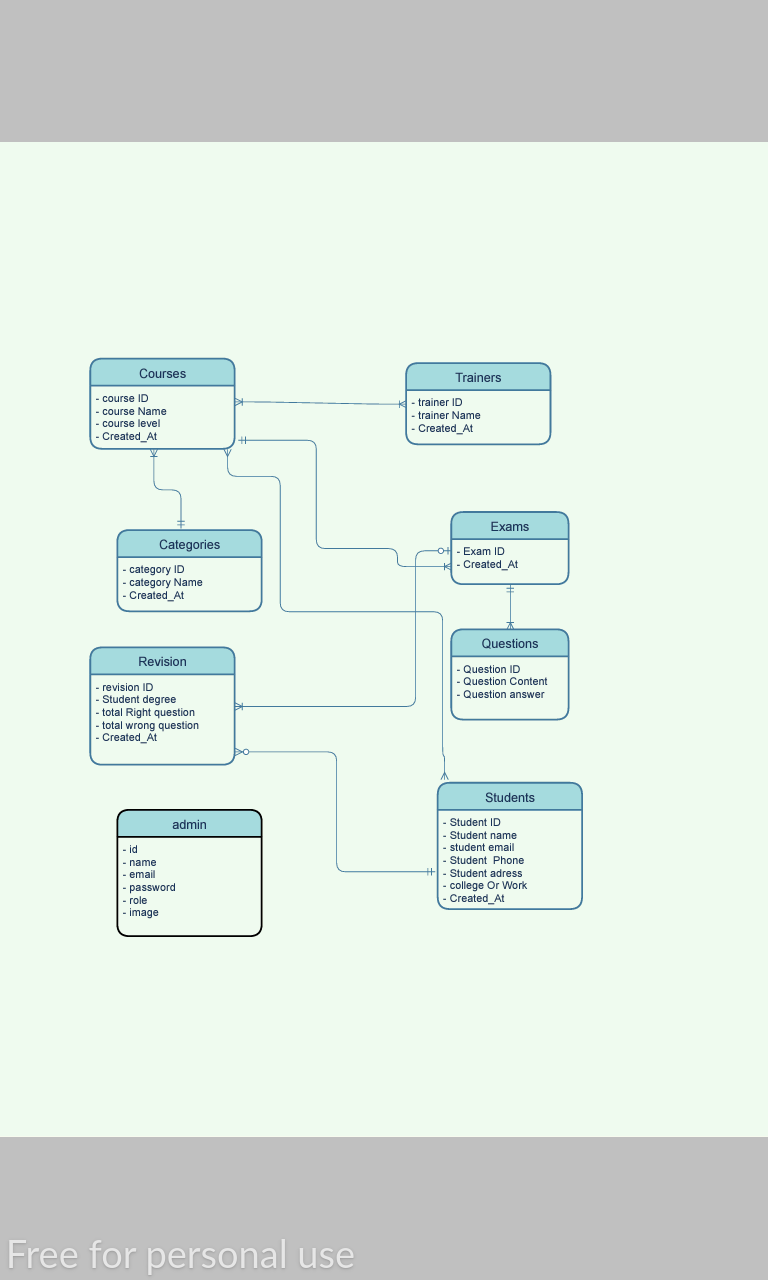 Courses
- course ID
- course Name
- course level
- Created_At
Trainers
- trainer ID
- trainer Name
- Created_At
Categories
- category ID
- category Name
- Created_At
Exams
- Exam ID
- Created_At
Questions
- Question ID
- Question Content
- Question answer
Revision
- revision ID
- Student degree
- total Right question
- total wrong question
- Created_At
Students
- Student ID
- Student name
- student email
- Student  Phone
- Student adress
- college Or Work
- Created_At
admin
- id
- name
- email
- password
- role
- image
Free for personal use